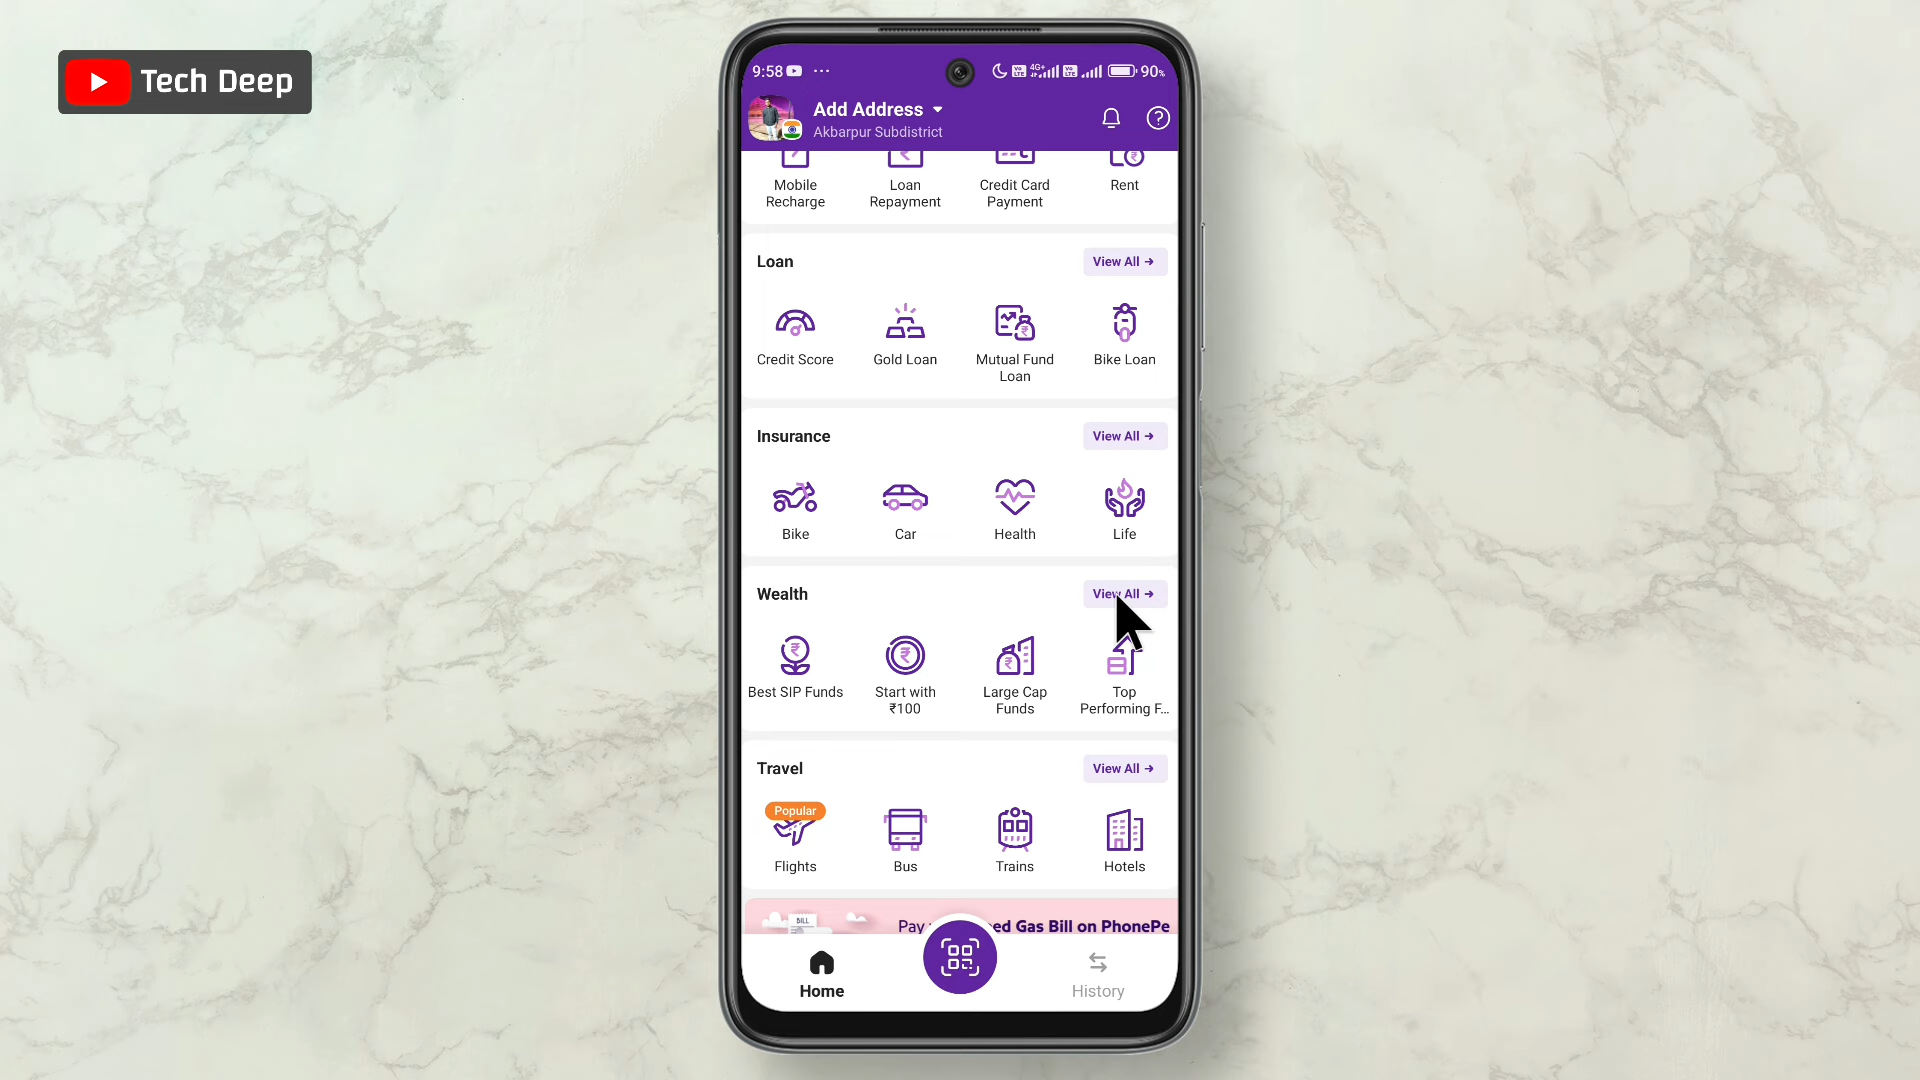 Tech Deep
9:58 ... 4G+ 90%
Add Address
Akbarpur Subdistrict
Mobile Recharge
Loan Repayment
Credit Card Payment
Rent
Loan
View All →
Credit Score
Gold Loan
Mutual Fund Loan
Bike Loan
Insurance
View All →
Bike
Car
Health
Life
Wealth
View All →
Best SIP Funds
Start with ₹100
Large Cap Funds
Top Performing F...
Travel
View All →
Popular
Flights
Bus
Trains
Hotels
BILL
Pay ed Gas Bill on PhonePe
Home
History